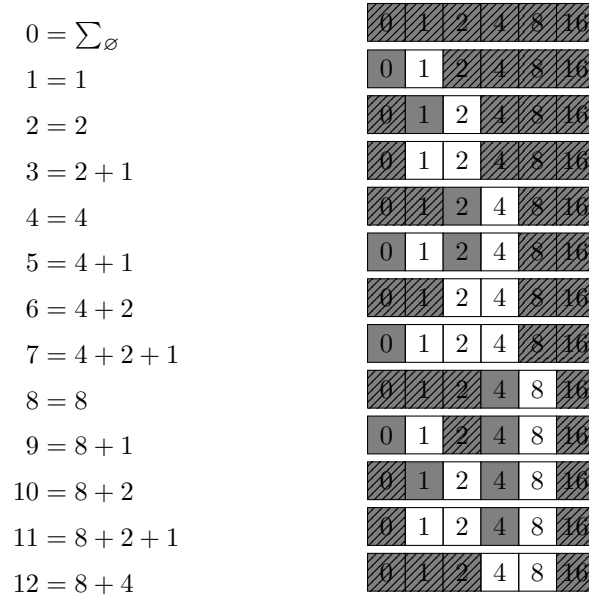 0 = ∑∅ 0 1 2 4 8 16
1 = 1 0 1 2 4 8 16
2 = 2 0 1 2 4 8 16
3 = 2 + 1 0 1 2 4 8 16
4 = 4 0 1 2 4 8 16
5 = 4 + 1 0 1 2 4 8 16
6 = 4 + 2 0 1 2 4 8 16
7 = 4 + 2 + 1 0 1 2 4 8 16
8 = 8 0 1 2 4 8 16
9 = 8 + 1 0 1 2 4 8 16
10 = 8 + 2 0 1 2 4 8 16
11 = 8 + 2 + 1 0 1 2 4 8 16
12 = 8 + 4 0 1 2 4 8 16